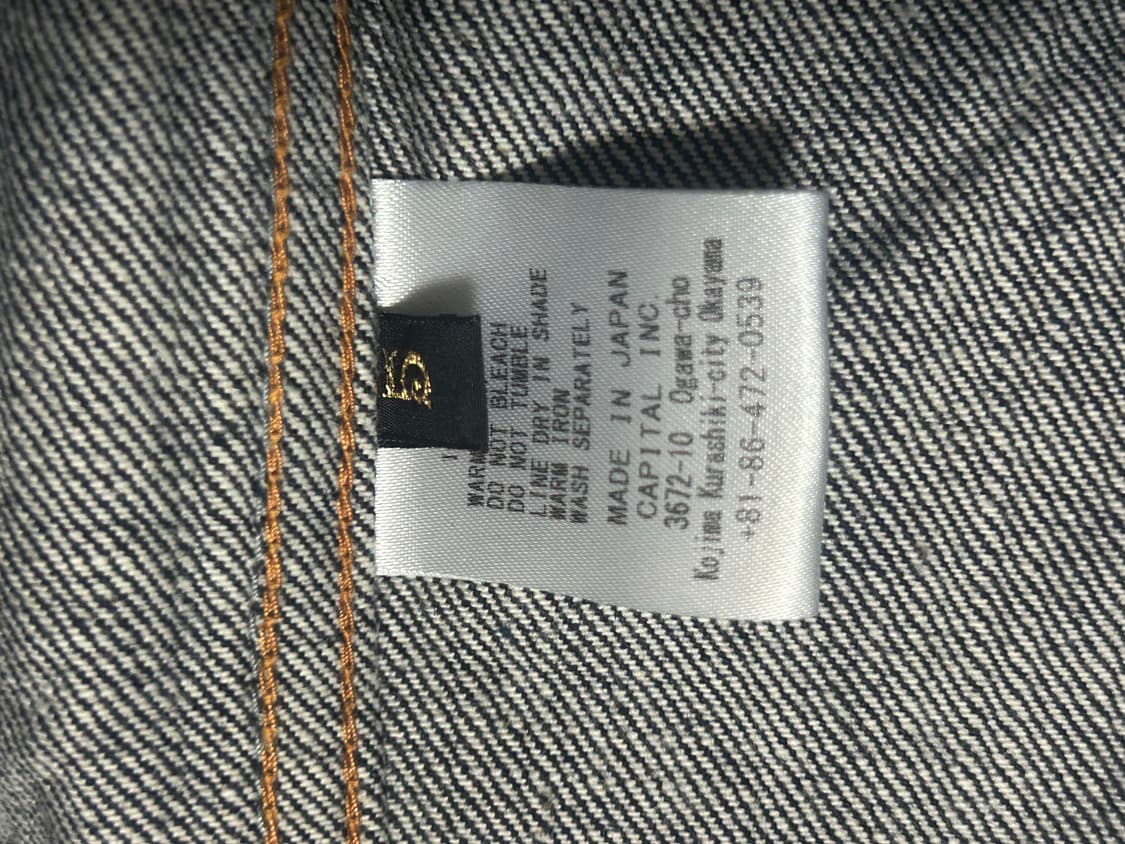 5
WARM
DO NOT BLEACH
DO NOT TUMBLE
LINE DRY IN SHADE
WARM IRON
WASH SEPARATELY
MADE IN JAPAN
CAPITAL INC.
3672-10 Ogawa-cho
Kojima Kurashiki-city Okayama
+81-86-472-0539